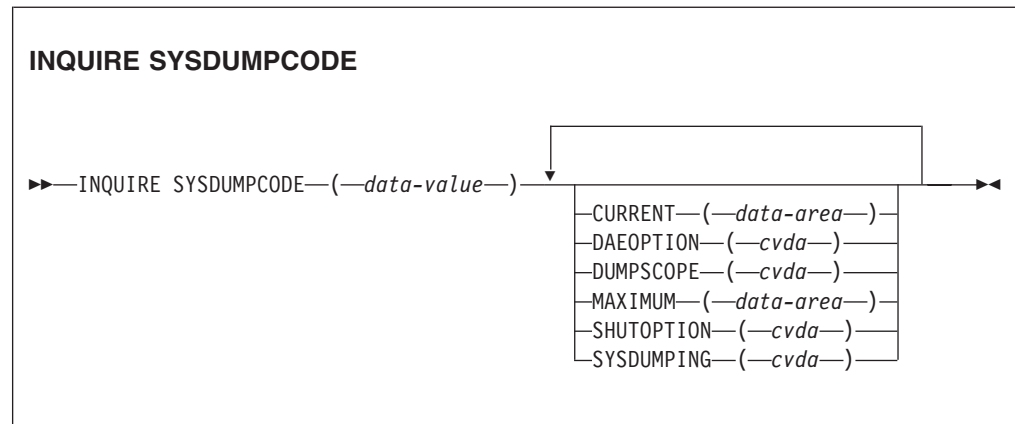 INQUIRE SYSDUMPCODE
INQUIRE SYSDUMPCODE ( data-value )
CURRENT ( data-area )
DAEOPTION ( cvda )
DUMPSCOPE ( cvda )
MAXIMUM ( data-area )
SHUTOPTION ( cvda )
SYSDUMPING ( cvda )